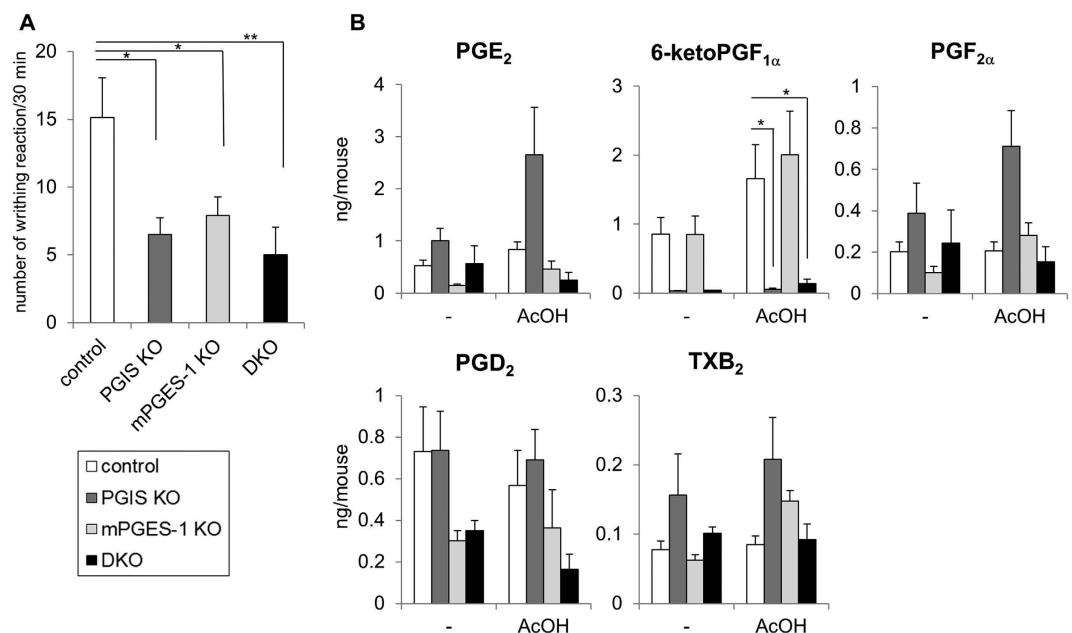 A
number of writhing reaction/30 min
20
15
10
5
0
*
*
**
control
PGIS KO
mPGES-1 KO
DKO
control
PGIS KO
mPGES-1 KO
DKO
B
PGE₂
ng/mouse
4
3
2
1
0
-
AcOH
6-ketoPGF₁α
3
2
1
0
*
*
-
AcOH
PGF₂α
1
0.8
0.6
0.4
0.2
0
-
AcOH
PGD₂
ng/mouse
1
0.8
0.6
0.4
0.2
0
-
AcOH
TXB₂
0.3
0.2
0.1
0
-
AcOH